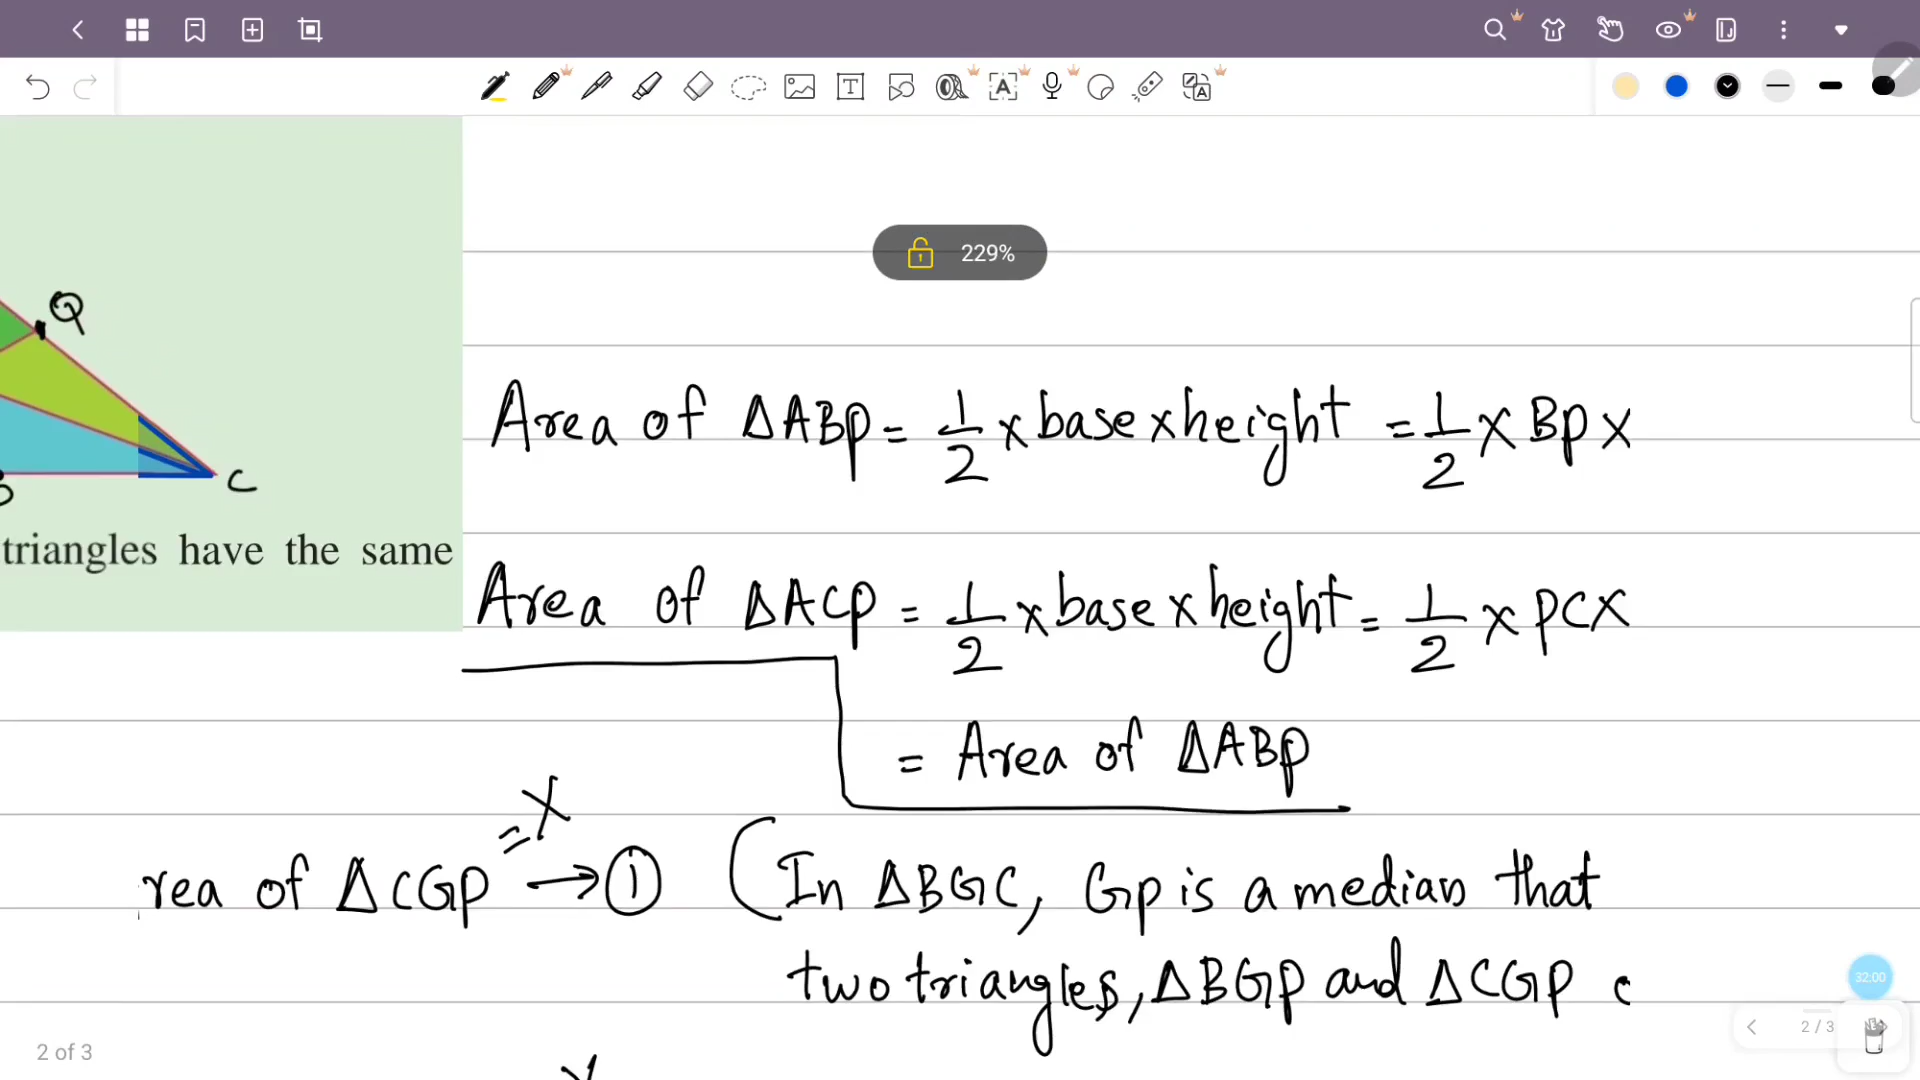 229%
Q
Area of ΔABP = 1/2 x base x height = 1/2 x BP x
C
triangles have the same
Area of ΔACP = 1/2 x base x height = 1/2 x PC x
= Area of ΔABP
= X
rea of ΔCGP → ① (In ΔBGC, GP is a median that
two triangles, ΔBGP and ΔCGP
32:00
2 / 3
2 of 3